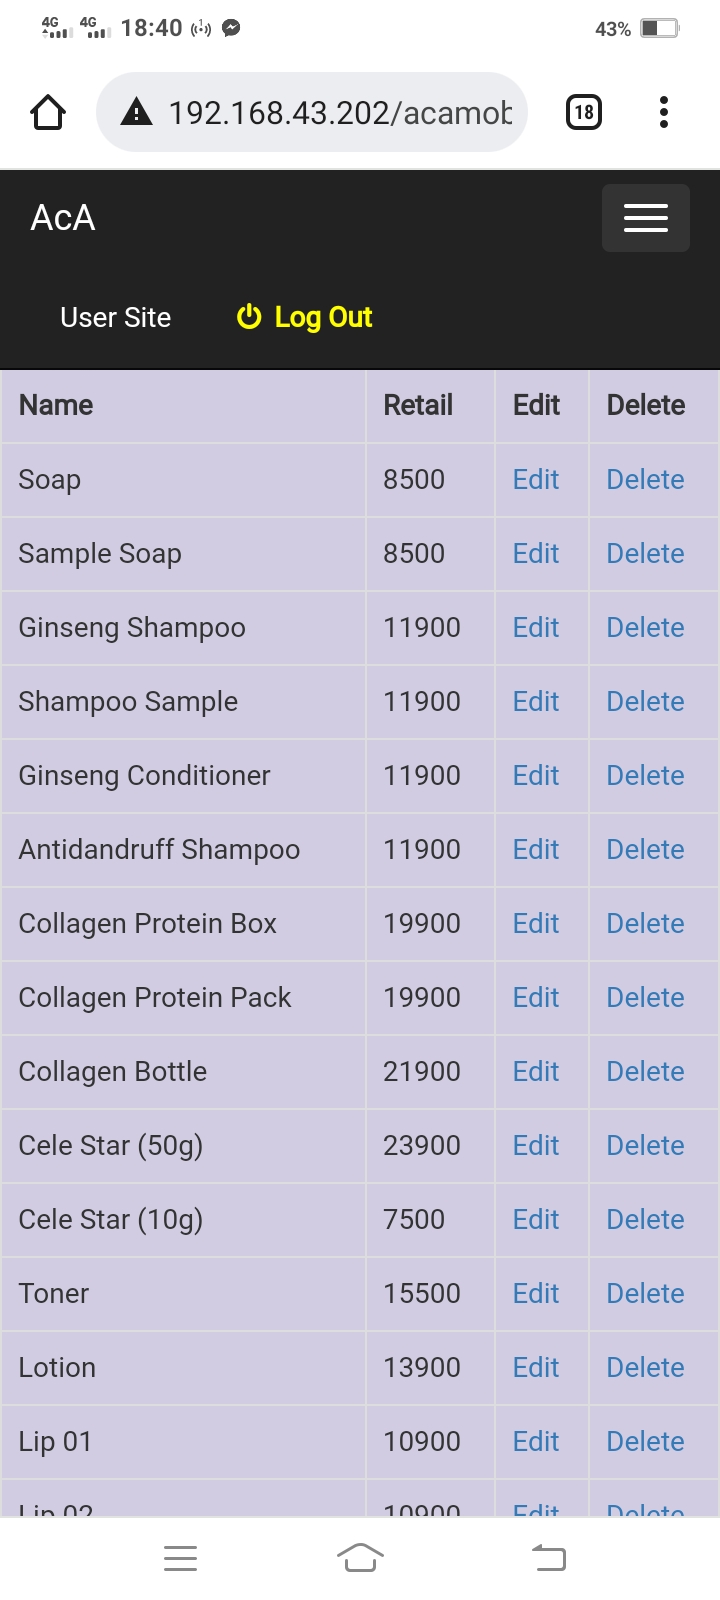 4G 4G 18:40 43%
192.168.43.202/acamob 18
AcA
User Site Log Out
Name Retail Edit Delete
Soap 8500 Edit Delete
Sample Soap 8500 Edit Delete
Ginseng Shampoo 11900 Edit Delete
Shampoo Sample 11900 Edit Delete
Ginseng Conditioner 11900 Edit Delete
Antidandruff Shampoo 11900 Edit Delete
Collagen Protein Box 19900 Edit Delete
Collagen Protein Pack 19900 Edit Delete
Collagen Bottle 21900 Edit Delete
Cele Star (50g) 23900 Edit Delete
Cele Star (10g) 7500 Edit Delete
Toner 15500 Edit Delete
Lotion 13900 Edit Delete
Lip 01 10900 Edit Delete
Lip 02 10900 Edit Delete